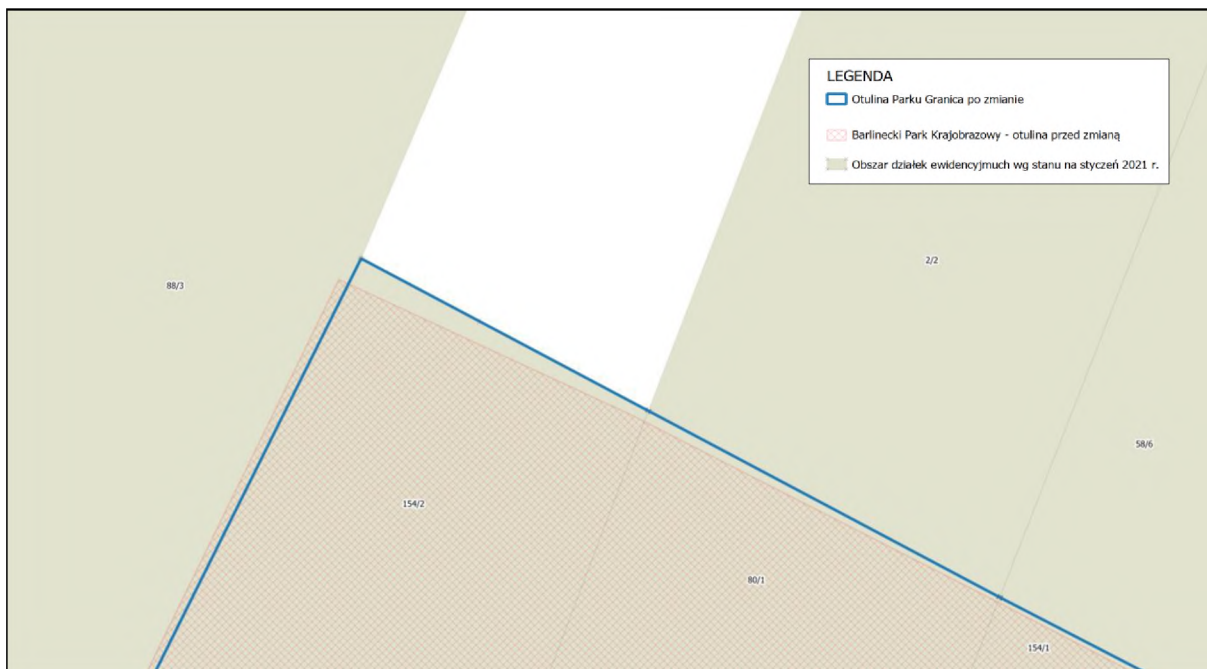 LEGENDA
Otulina Parku Granica po zmianie
Barlinecki Park Krajobrazowy - otulina przed zmianą
Obszar działek ewidencyjmuch wg stanu na styczeń 2021 r.
2/2
88/3
58/6
154/2
80/1
154/1